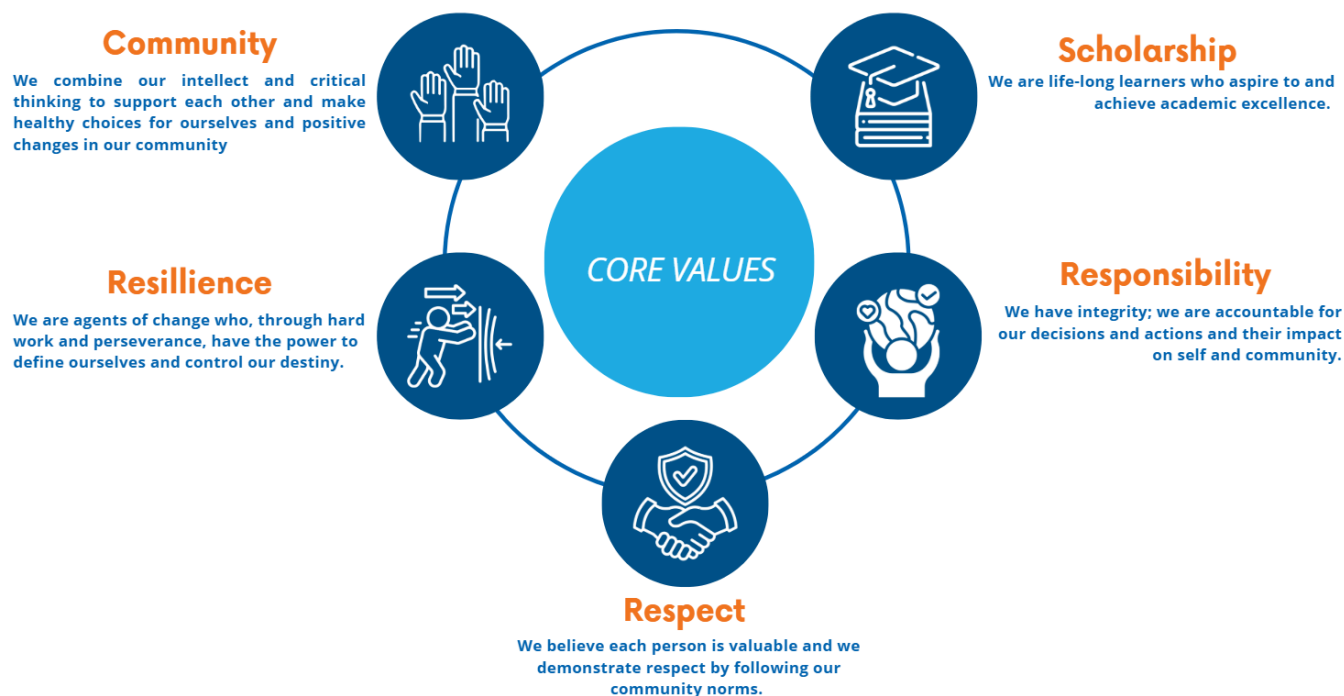 Community
We combine our intellect and critical
thinking to support each other and make
healthy choices for ourselves and positive
changes in our community
Scholarship
We are life-long learners who aspire to and
achieve academic excellence.
CORE VALUES
Resillience
We are agents of change who, through hard
work and perseverance, have the power to
define ourselves and control our destiny.
Responsibility
We have integrity; we are accountable for
our decisions and actions and their impact
on self and community.
Respect
We believe each person is valuable and we
demonstrate respect by following our
community norms.